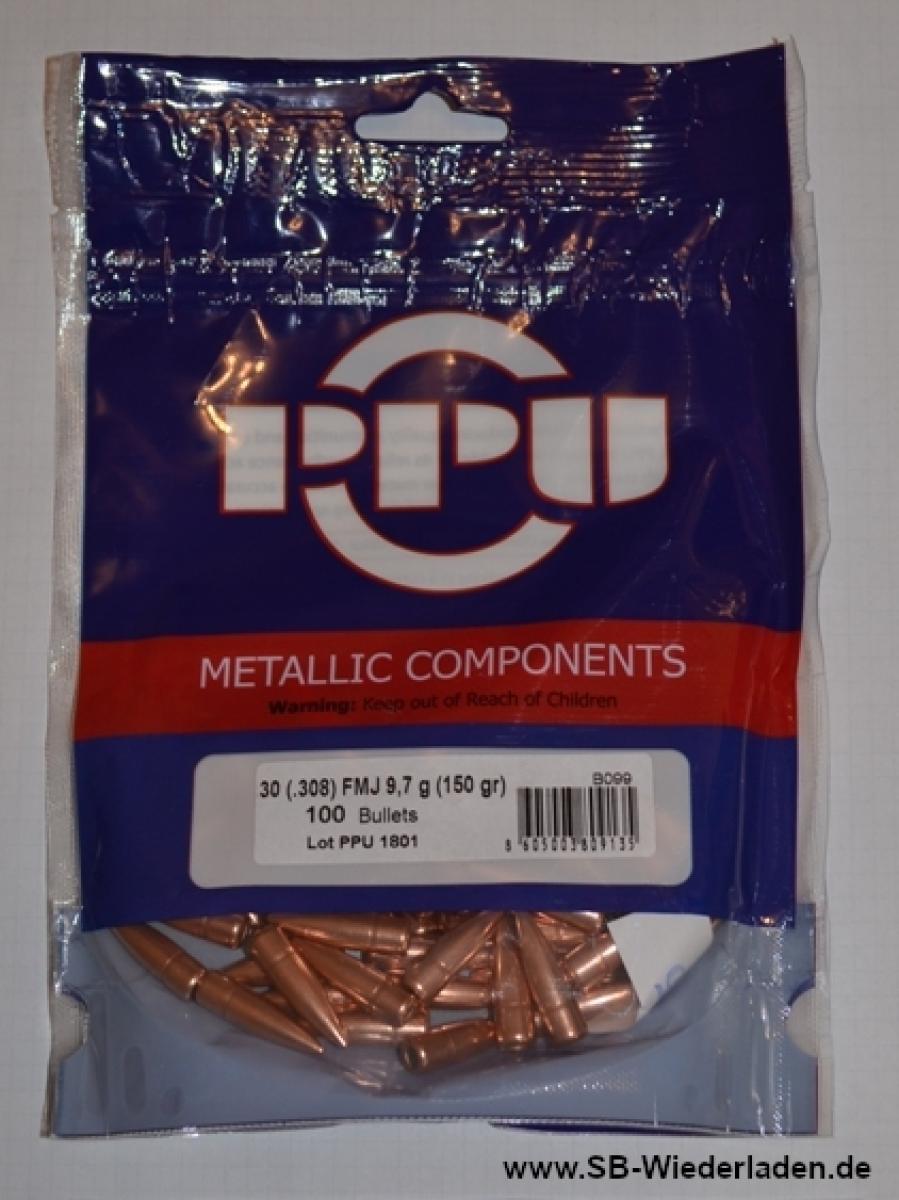 PPU
METALLIC COMPONENTS
Warning: Keep out of Reach of Children
30 (.308) FMJ 9,7 g (150 gr)
B099
100 Bullets
Lot PPU 1801
8 605003 809135
www.SB-Wiederladen.de